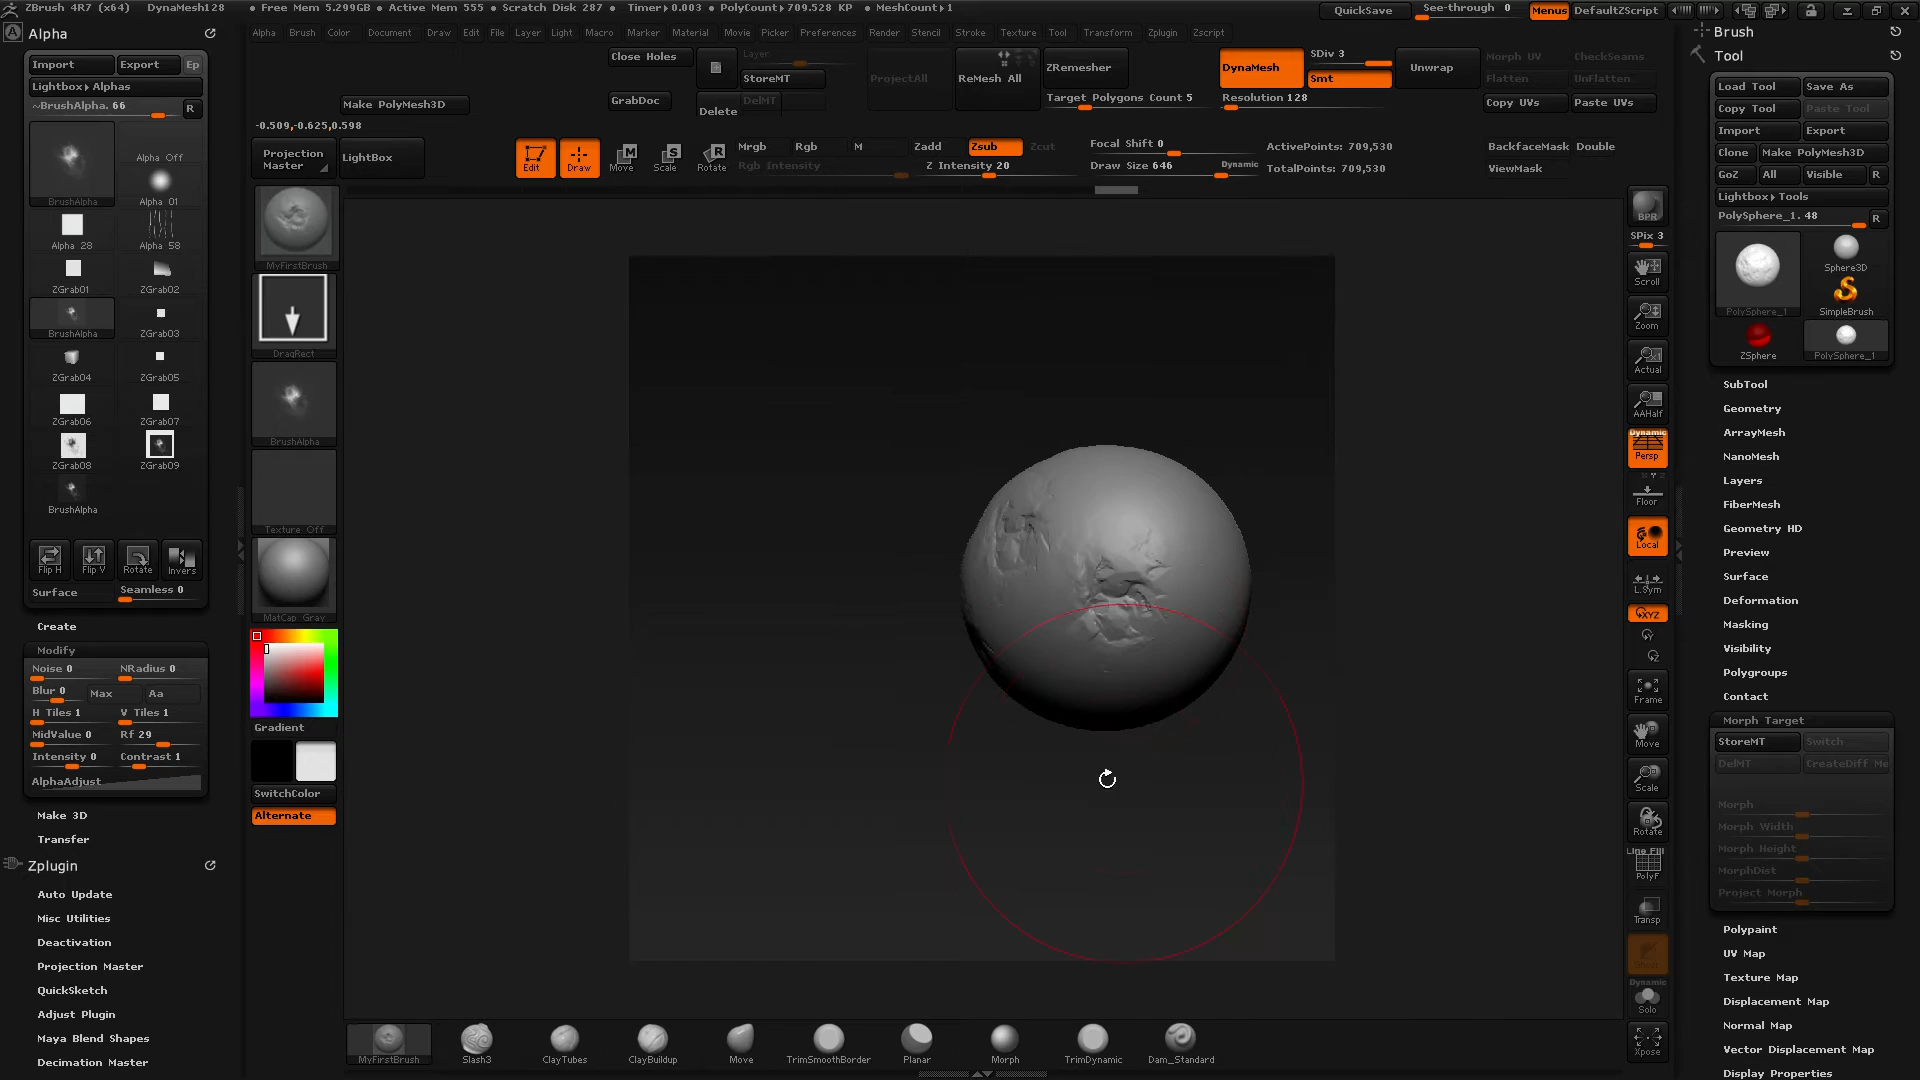 ZBrush 4R7 (x64) DynaMesh128 • Free Mem 5.299GB • Active Mem 555 • Scratch Disk 287 • Timer▸0.003 • PolyCount▸709.528 KP • MeshCount▸1 QuickSave See-through 0 Menus DefaultZScript
Alpha
Alpha Brush Color Document Draw Edit File Layer Light Macro Marker Material Movie Picker Preferences Render Stencil Stroke Texture Tool Transform Zplugin Zscript
Brush
Tool
Import Export Ep
Lightbox▸Alphas
~BrushAlpha. 66 R
BrushAlpha
Alpha Off
Alpha 01
Alpha 28
Alpha 58
ZGrab01
ZGrab02
BrushAlpha
ZGrab03
ZGrab04
ZGrab05
ZGrab06
ZGrab07
ZGrab08
ZGrab09
BrushAlpha
Flip H Flip V Rotate Invers
Surface Seamless 0
Create
Modify
Noise 0 NRadius 0
Blur 0 Max Aa
H Tiles 1 V Tiles 1
MidValue 0 Rf 29
Intensity 0 Contrast 1
AlphaAdjust
Make 3D
Transfer
Zplugin
Auto Update
Misc Utilities
Deactivation
Projection Master
QuickSketch
Adjust Plugin
Maya Blend Shapes
Decimation Master
Make PolyMesh3D
-0.509,-0.625,0.598
Projection Master
LightBox
Close Holes
GrabDoc
Layer
StoreMT
Delete
DelMT
ProjectAll
ReMesh All
ZRemesher
Target Polygons Count 5
DynaMesh
SDiv 3
Smt
Resolution 128
Unwrap
Morph UV CheckSeams
Flatten UnFlatten
Copy UVs Paste UVs
Edit Draw Move Scale Rotate
Mrgb Rgb M
Rgb Intensity
Zadd Zsub Zcut
Z Intensity 20
Focal Shift 0
Draw Size 646 Dynamic
ActivePoints: 709,530
TotalPoints: 709,530
BackfaceMask Double
ViewMask
MyFirstBrush
DragRect
BrushAlpha
Texture Off
MatCap Gray
Gradient
SwitchColor
Alternate
BPR
SPix 3
Scroll
Zoom
Actual
AAHalf
Dynamic
Persp
Floor
Local
L.Sym
XYZ
Frame
Move
Scale
Rotate
Line Fill
PolyF
Transp
Ghost
Dynamic
Solo
Xpose
Load Tool Save As
Copy Tool Paste Tool
Import Export
Clone Make PolyMesh3D
GoZ All Visible R
Lightbox▸Tools
PolySphere_1. 48 R
PolySphere_1
Sphere3D
SimpleBrush
ZSphere
PolySphere_1
SubTool
Geometry
ArrayMesh
NanoMesh
Layers
FiberMesh
Geometry HD
Preview
Surface
Deformation
Masking
Visibility
Polygroups
Contact
Morph Target
StoreMT Switch
DelMT CreateDiff Me
Morph
Morph Width
Morph Height
MorphDist
Project Morph
Polypaint
UV Map
Texture Map
Displacement Map
Normal Map
Vector Displacement Map
Display Properties
MyFirstBrush Slash3 ClayTubes ClayBuildup Move TrimSmoothBorder Planar Morph TrimDynamic Dam_Standard